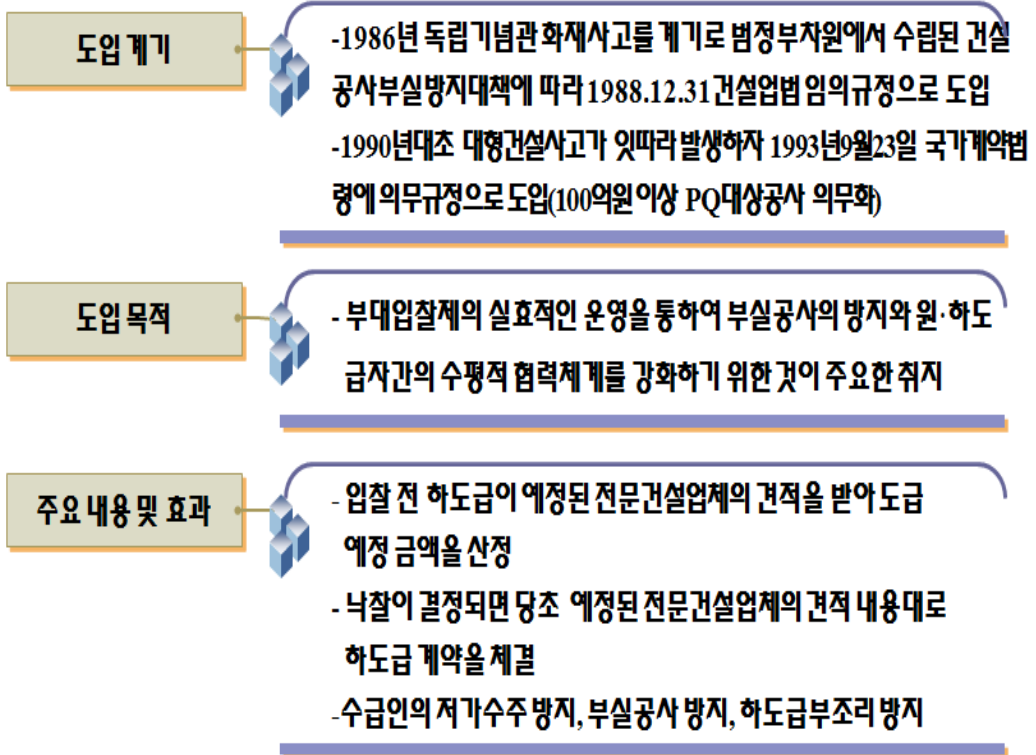 도입 계기
-1986년 독립기념관 화재사고를 계기로 범정부차원에서 수립된 건설
공사부실방지대책에 따라 1988.12.31 건설업법 임의규정으로 도입
-1990년대초 대형건설사고가 잇따라 발생하자 1993년9월23일 국가계약법
령에 의무규정으로 도입(100억원 이상 PQ대상공사 의무화)
도입 목적
- 부대입찰제의 실효적인 운영을 통하여 부실공사의 방지와 원·하도
급자간의 수평적 협력체계를 강화하기 위한 것이 주요한 취지
주요 내용 및 효과
- 입찰 전 하도급이 예정된 전문건설업체의 견적을 받아 도급
예정 금액을 산정
- 낙찰이 결정되면 당초 예정된 전문건설업체의 견적 내용대로
하도급 계약을 체결
-수급인의 저가수주 방지, 부실공사 방지, 하도급부조리 방지